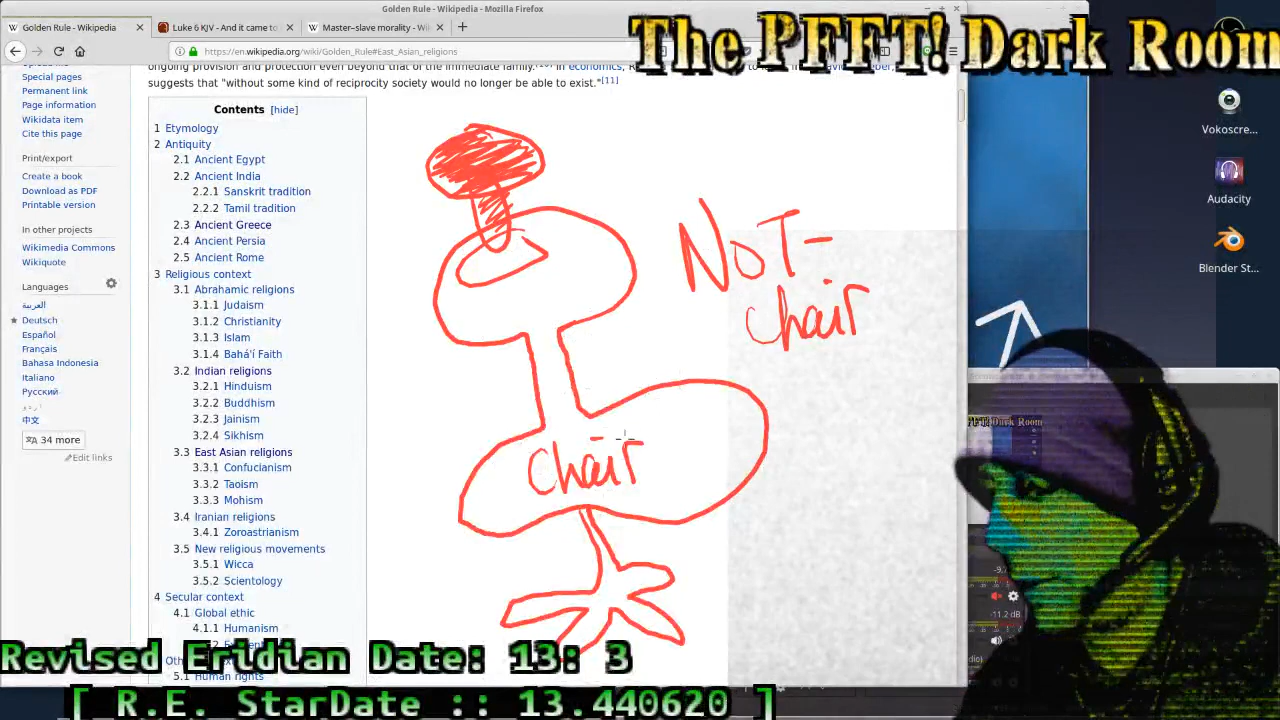 Golden Rule - Wikipedia - Mozilla Firefox
Golden Rule - Wikipedia
Luke 6 KJV - And it came to
Master–slave morality - Wi
https://en.wikipedia.org/wiki/Golden_Rule#East_Asian_religions
The PFFT! Dark Room
suggests that "without some kind of reciprocity society would no longer be able to exist."[11]
Permanent link
Page information
Wikidata item
Cite this page
Print/export
Create a book
Download as PDF
Printable version
In other projects
Wikimedia Commons
Wikiquote
Languages
العربية
Deutsch
Español
Français
Bahasa Indonesia
Italiano
Русский
اردو
中文
34 more
Edit links
Contents [hide]
1 Etymology
2 Antiquity
2.1 Ancient Egypt
2.2 Ancient India
2.2.1 Sanskrit tradition
2.2.2 Tamil tradition
2.3 Ancient Greece
2.4 Ancient Persia
2.5 Ancient Rome
3 Religious context
3.1 Abrahamic religions
3.1.1 Judaism
3.1.2 Christianity
3.1.3 Islam
3.1.4 Bahá'í Faith
3.2 Indian religions
3.2.1 Hinduism
3.2.2 Buddhism
3.2.3 Jainism
3.2.4 Sikhism
3.3 East Asian religions
3.3.1 Confucianism
3.3.2 Taoism
3.3.3 Mohism
3.4 Iranian religions
3.4.1 Zoroastrianism
3.5 New religious movements
3.5.1 Wicca
3.5.2 Scientology
4 Secular context
4.1 Global ethic
4.1.1 Humanism
5.1 Human rights
NoT-
chair
chair
Vokoscre...
Audacity
Blender St...
-11.2 dB
Revised Eridian Date: 13: 3
[ R.E. StarDate :: 13.440620 ]